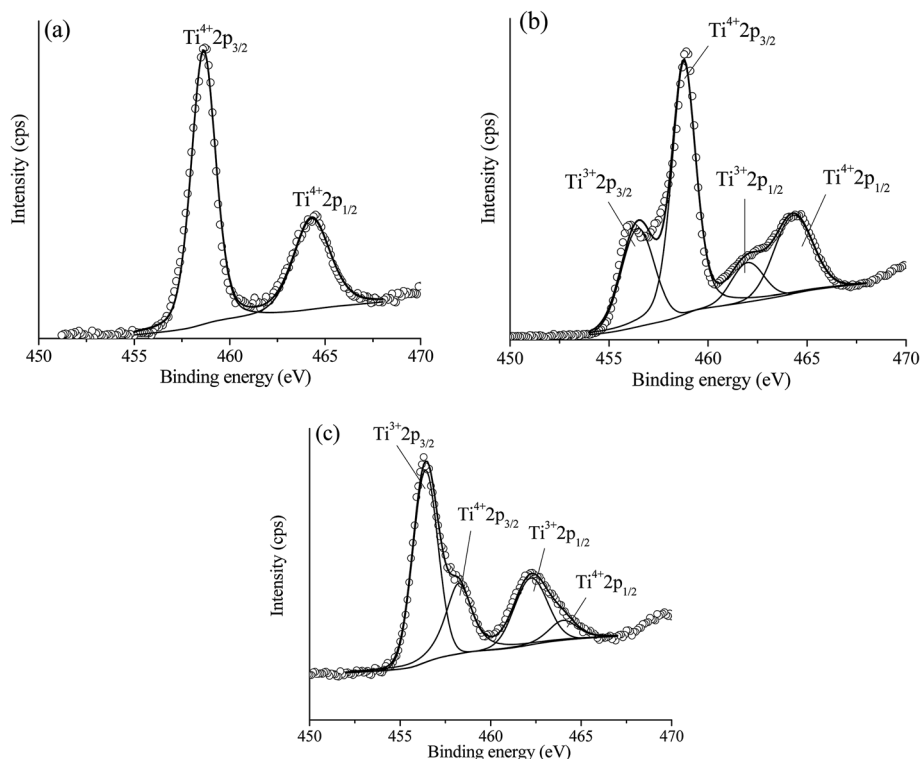 (a)
Ti⁴⁺2p₃/₂
Ti⁴⁺2p₁/₂
Intensity (cps)
450 455 460 465 470
Binding energy (eV)
(b)
Ti⁴⁺2p₃/₂
Ti³⁺2p₃/₂
Ti³⁺2p₁/₂
Ti⁴⁺2p₁/₂
Intensity (cps)
450 455 460 465 470
Binding energy (eV)
(c)
Ti³⁺2p₃/₂
Ti⁴⁺2p₃/₂
Ti³⁺2p₁/₂
Ti⁴⁺2p₁/₂
Intensity (cps)
450 455 460 465 470
Binding energy (eV)